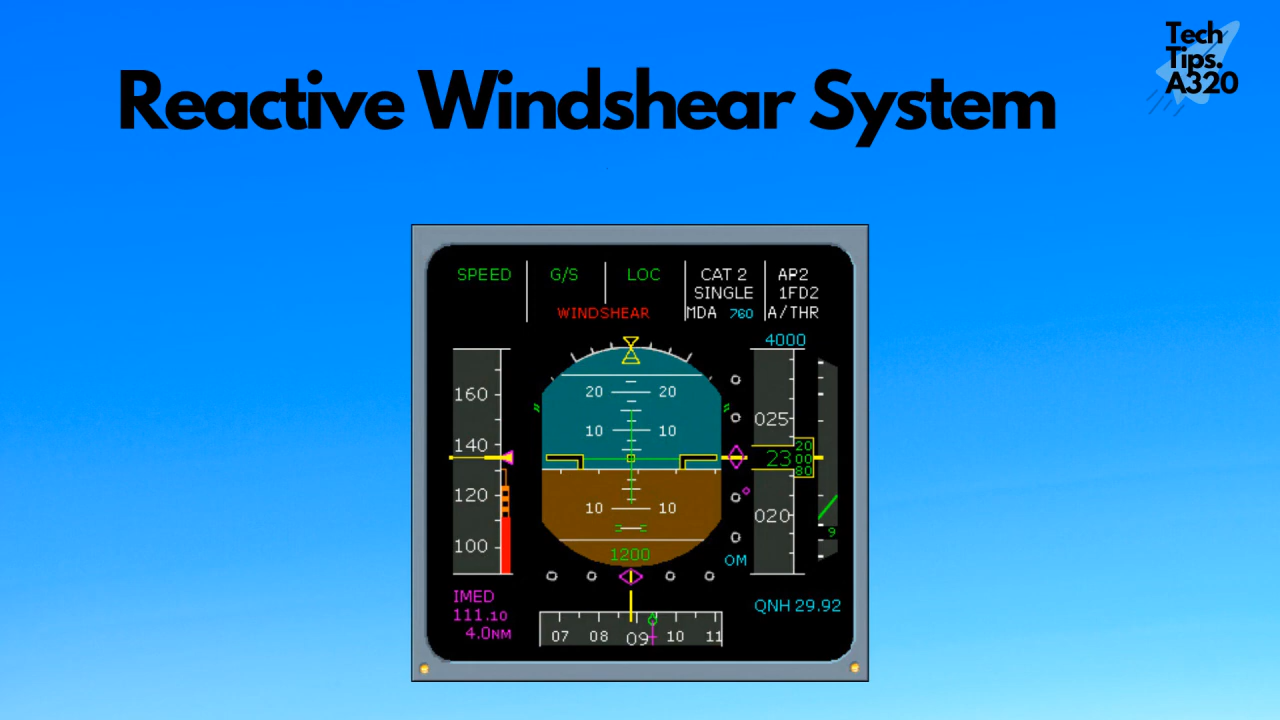 Tech
Tips.
A320
Reactive Windshear System
SPEED G/S LOC CAT 2 AP2
SINGLE 1FD2
WINDSHEAR MDA 760 A/THR
4000
160
140
120
100
20 20
10 10
10 10
1200
025
23
20
00
80
020
9
OM
IMED
111.10
4.0NM
QNH 29.92
07 08 09 10 11